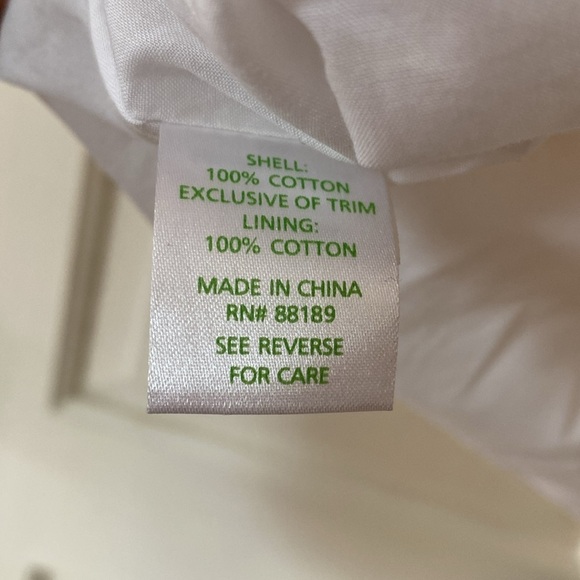 SHELL:
100% COTTON
EXCLUSIVE OF TRIM
LINING:
100% COTTON
MADE IN CHINA
RN# 88189
SEE REVERSE
FOR CARE